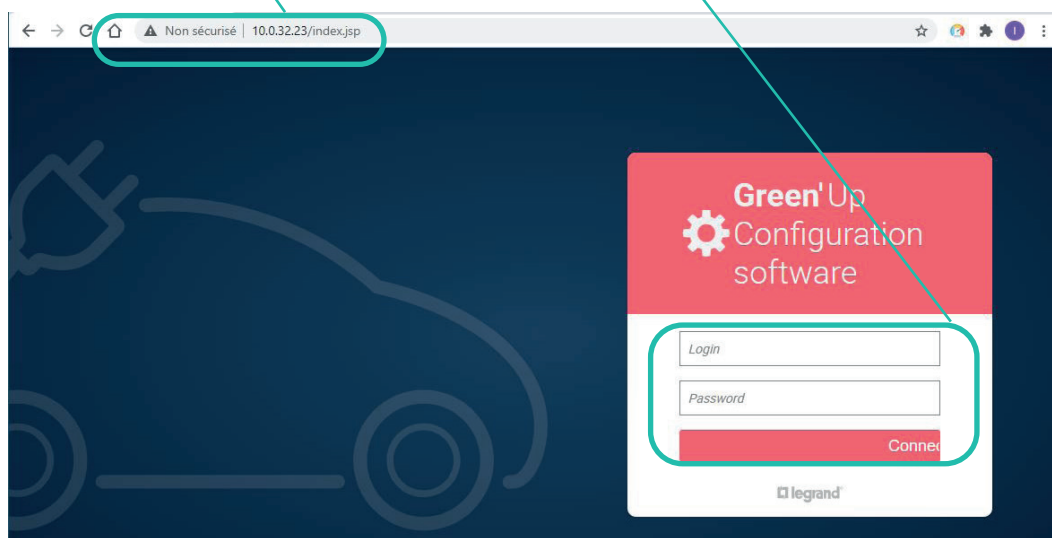 Non sécurisé | 10.0.32.23/index.jsp
I
Green'Up
Configuration
software
Login
Password
Connec
legrand